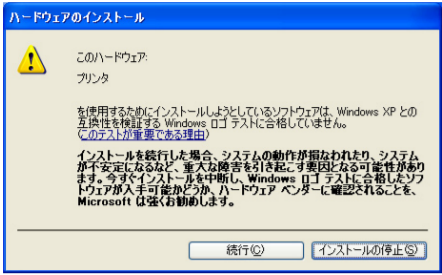 ハードウェアのインストール
このハードウェア:
プリンタ
を使用するためにインストールしようとしているソフトウェアは、Windows XP との
互換性を検証する Windows ロゴ テストに合格していません。
(このテストが重要である理由)
インストールを続行した場合、システムの動作が損なわれたり、システム
が不安定になるなど、重大な障害を引き起こす要因となる可能性があり
ます。今すぐインストールを中断し、Windows ロゴ テストに合格したソフ
トウェアが入手可能かどうか、ハードウェア ベンダーに確認されることを、
Microsoft は強くお勧めします。
続行(C)
インストールの停止(S)